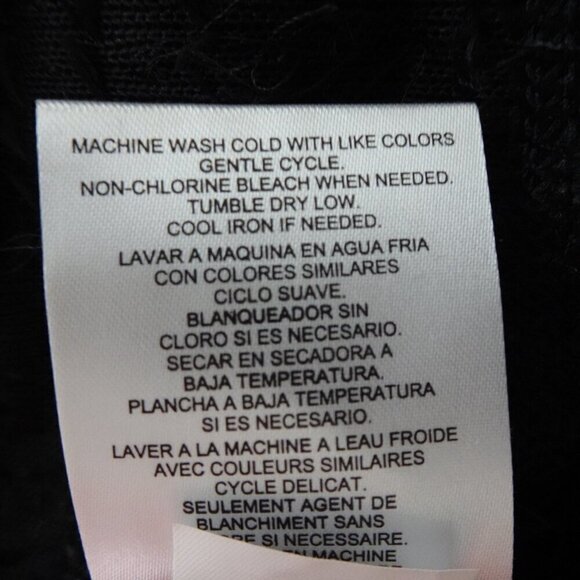 MACHINE WASH COLD WITH LIKE COLORS
GENTLE CYCLE.
NON-CHLORINE BLEACH WHEN NEEDED.
TUMBLE DRY LOW.
COOL IRON IF NEEDED.
LAVAR A MAQUINA EN AGUA FRIA
CON COLORES SIMILARES
CICLO SUAVE.
BLANQUEADOR SIN
CLORO SI ES NECESARIO.
SECAR EN SECADORA A
BAJA TEMPERATURA.
PLANCHA A BAJA TEMPERATURA
SI ES NECESARIO.
LAVER A LA MACHINE A LEAU FROIDE
AVEC COULEURS SIMILAIRES
CYCLE DELICAT.
SEULEMENT AGENT DE
BLANCHIMENT SANS
SI NECESSAIRE.
EN MACHINE